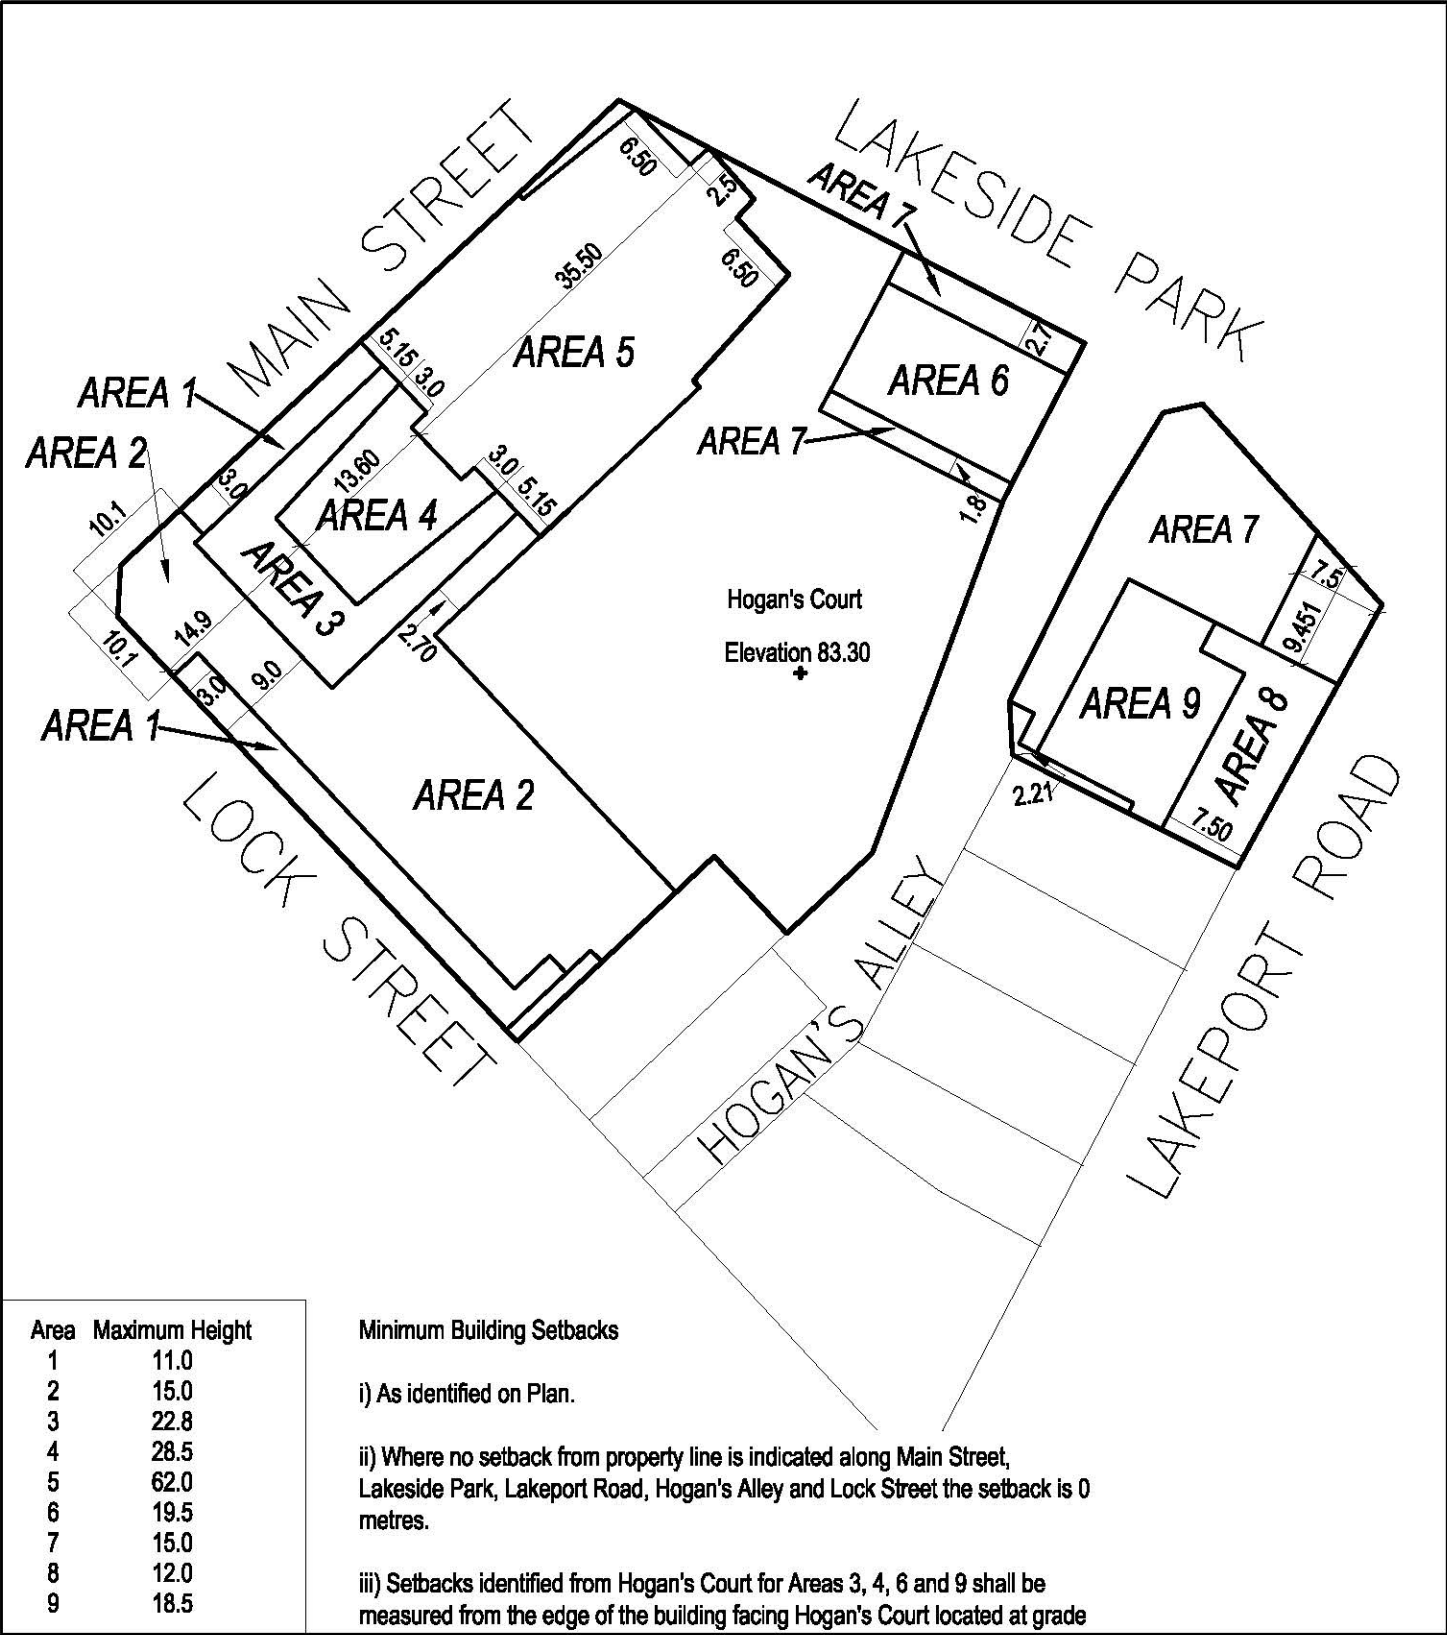 MAIN STREET
LAKESIDE PARK
6.50
2.5
AREA 7
35.50
6.50
5.15
3.0
AREA 5
2.7
AREA 1
AREA 6
AREA 2
AREA 7
3.0
13.60
3.0
5.15
10.1
AREA 4
1.8
AREA 7
AREA 3
7.5
Hogan's Court
9.451
14.9
2.70
10.1
Elevation 83.30
9.0
3.0
AREA 9
AREA 8
AREA 1
AREA 2
2.21
7.50
LOCK STREET
HOGAN'S ALLEY
LAKEPORT ROAD
Area Maximum Height
1 11.0
2 15.0
3 22.8
4 28.5
5 62.0
6 19.5
7 15.0
8 12.0
9 18.5
Minimum Building Setbacks
i) As identified on Plan.
ii) Where no setback from property line is indicated along Main Street,
Lakeside Park, Lakeport Road, Hogan's Alley and Lock Street the setback is 0
metres.
iii) Setbacks identified from Hogan's Court for Areas 3, 4, 6 and 9 shall be
measured from the edge of the building facing Hogan's Court located at grade